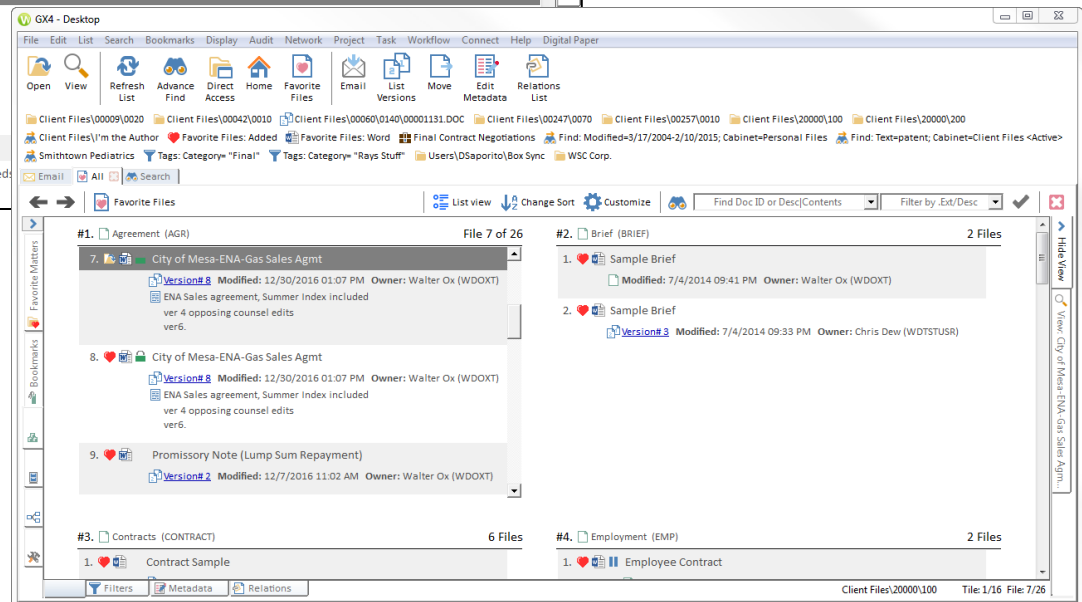 GX4 - Desktop
File Edit List Search Bookmarks Display Audit Network Project Task Workflow Connect Help Digital Paper
Open View Refresh List Advance Find Direct Access Home Favorite Files Email List Versions Move Edit Metadata Relations List
Client Files\00009\0020 Client Files\00042\0010 Client Files\00060\0140\00001131.DOC Client Files\00247\0070 Client Files\00257\0010 Client Files\20000\100 Client Files\20000\200
Client Files\I'm the Author Favorite Files: Added Favorite Files: Word Final Contract Negotiations Find: Modified=3/17/2004-2/10/2015; Cabinet=Personal Files Find: Text=patent; Cabinet=Client Files <Active>
Smithtown Pediatrics Tags: Category= "Final" Tags: Category= "Rays Stuff" Users\DSaporito\Box Sync WSC Corp.
Email All Search
Favorite Files List view Change Sort Customize Find Doc ID or Desc|Contents Filter by .Ext/Desc
Favorite Matters
Bookmarks
#1. Agreement (AGR) File 7 of 26
7. City of Mesa-ENA-Gas Sales Agmt
Version# 8 Modified: 12/30/2016 01:07 PM Owner: Walter Ox (WDOXT)
ENA Sales agreement, Summer Index included
ver 4 opposing counsel edits
ver6.
8. City of Mesa-ENA-Gas Sales Agmt
Version# 8 Modified: 12/30/2016 01:07 PM Owner: Walter Ox (WDOXT)
ENA Sales agreement, Summer Index included
ver 4 opposing counsel edits
ver6.
9. Promissory Note (Lump Sum Repayment)
Version# 2 Modified: 12/7/2016 11:02 AM Owner: Walter Ox (WDOXT)
#2. Brief (BRIEF) 2 Files
1. Sample Brief
Modified: 7/4/2014 09:41 PM Owner: Walter Ox (WDOXT)
2. Sample Brief
Version# 3 Modified: 7/4/2014 09:33 PM Owner: Chris Dew (WDTSTUSR)
#3. Contracts (CONTRACT) 6 Files
1. Contract Sample
#4. Employment (EMP) 2 Files
1. Employee Contract
Hide View
View: City of Mesa-ENA-Gas Sales Agm...
Filters Metadata Relations
Client Files\20000\100 Tile: 1/16 File: 7/26